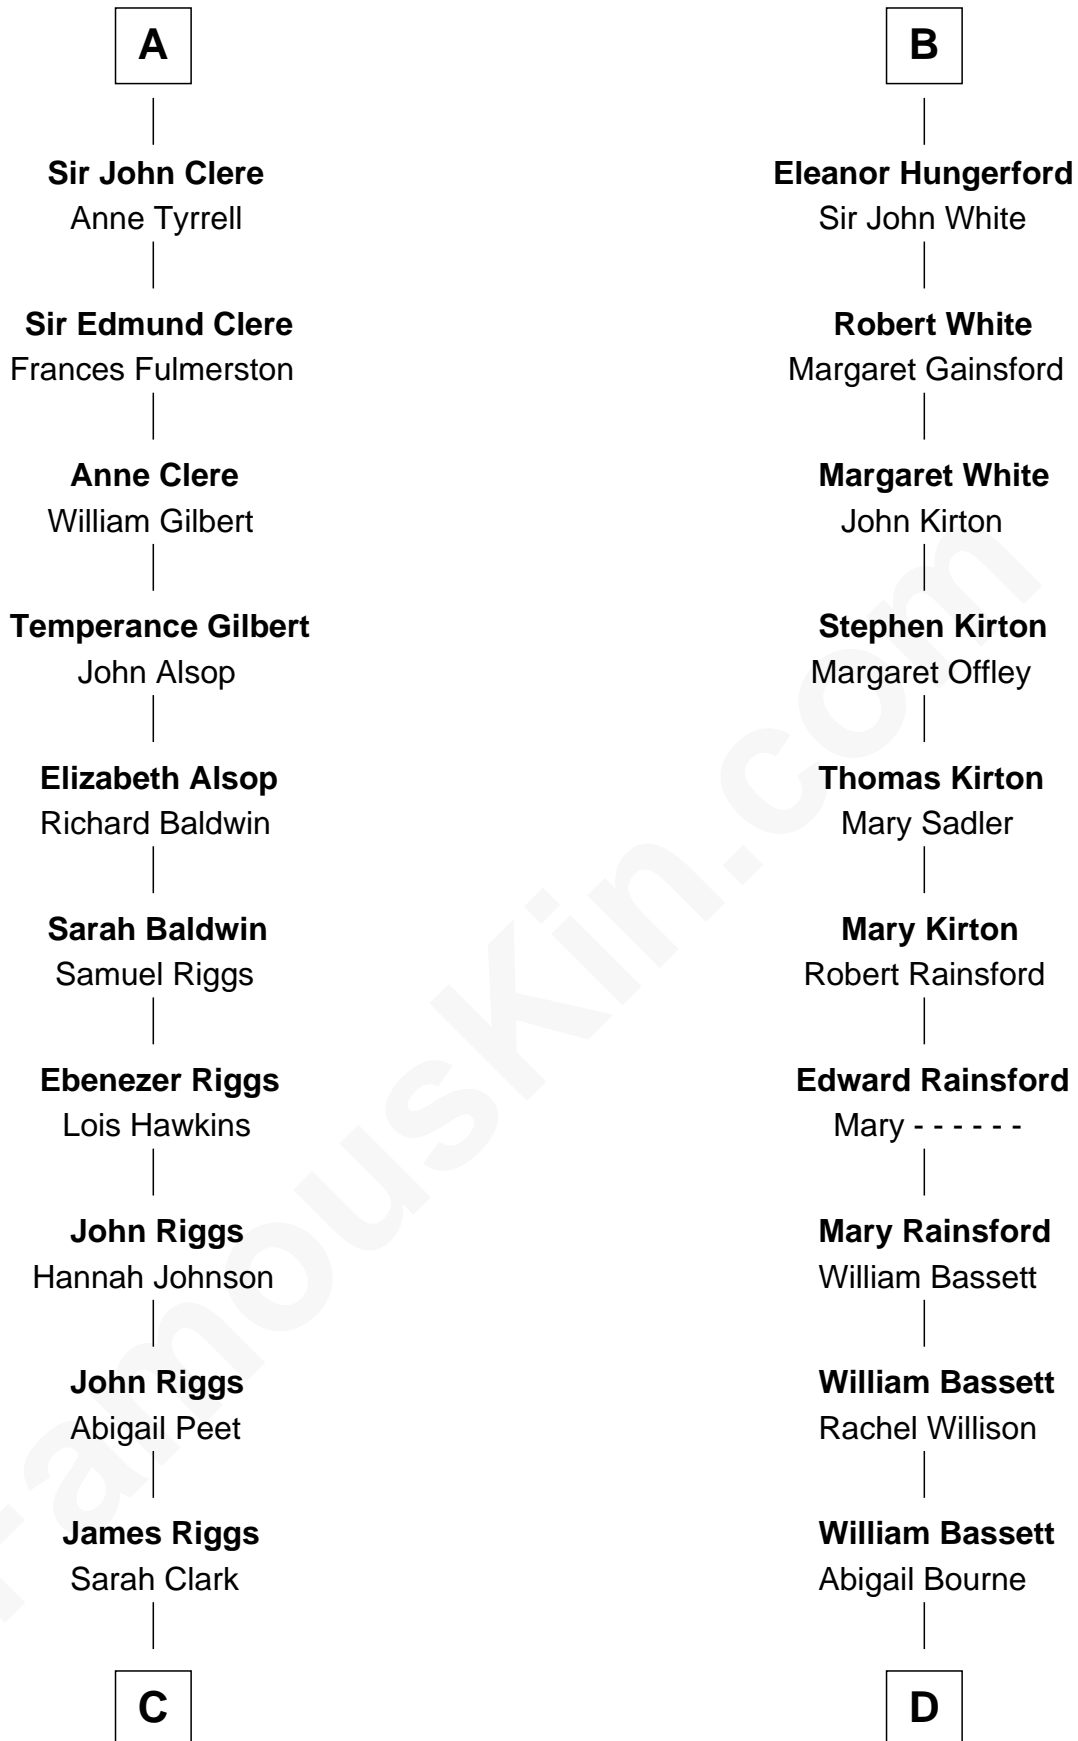 A
Sir John Clere
Anne Tyrrell
Sir Edmund Clere
Frances Fulmerston
Anne Clere
William Gilbert
Temperance Gilbert
John Alsop
Elizabeth Alsop
Richard Baldwin
Sarah Baldwin
Samuel Riggs
Ebenezer Riggs
Lois Hawkins
John Riggs
Hannah Johnson
John Riggs
Abigail Peet
James Riggs
Sarah Clark
C
B
Eleanor Hungerford
Sir John White
Robert White
Margaret Gainsford
Margaret White
John Kirton
Stephen Kirton
Margaret Offley
Thomas Kirton
Mary Sadler
Mary Kirton
Robert Rainsford
Edward Rainsford
Mary - - - - - -
Mary Rainsford
William Bassett
William Bassett
Rachel Willison
William Bassett
Abigail Bourne
D
FamousKin.com